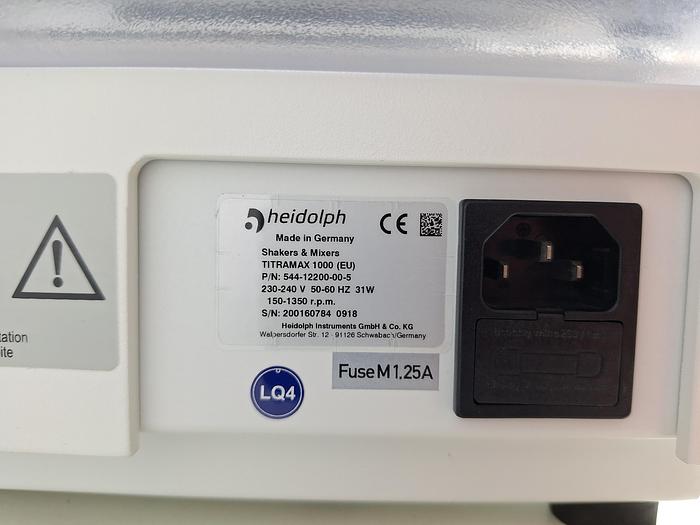 heidolph CE
Made in Germany
Shakers & Mixers
TITRAMAX 1000 (EU)
P/N: 544-12200-00-5
230-240 V 50-60 HZ 31W
150-1350 r.p.m.
S/N: 200160784 0918
Heidolph Instruments GmbH & Co. KG
Walpersdorfer Str. 12 - 91126 Schwabach/Germany
Fuse M 1,25A
LQ4
tation
ite